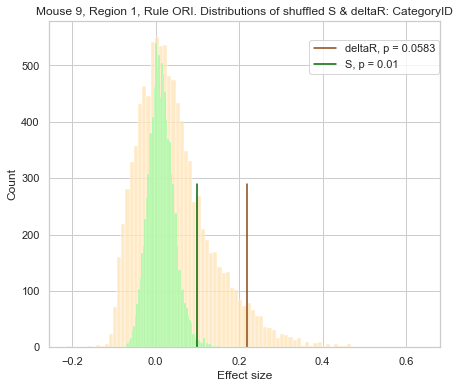 Mouse 9, Region 1, Rule ORI. Distributions of shuffled S & deltaR: CategoryID
deltaR, p = 0.0583
S, p = 0.01
500
400
300
200
100
0
Count
−0.2 0.0 0.2 0.4 0.6
Effect size